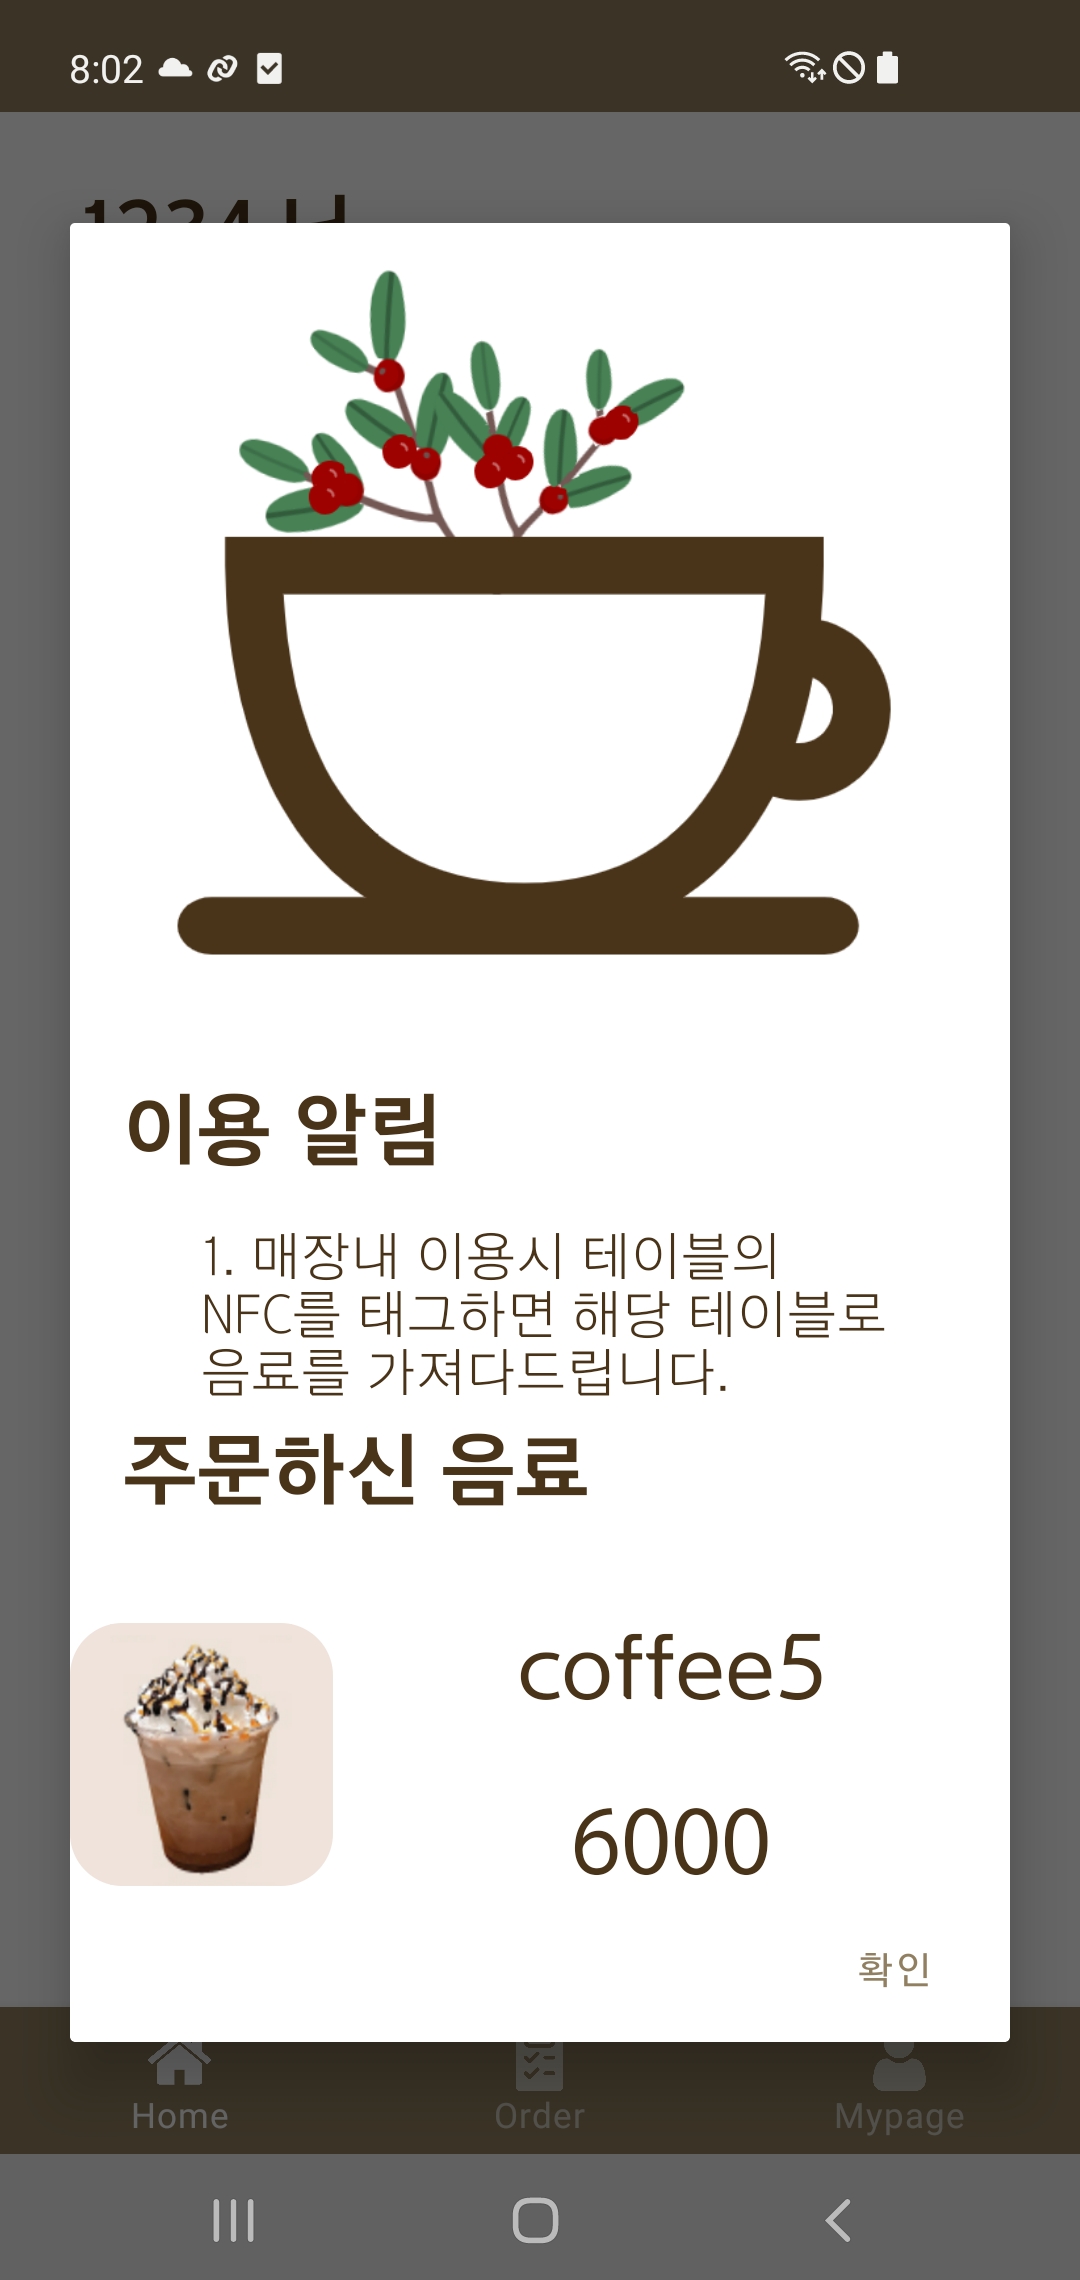 8:02
1234 님
이용 알림
1. 매장내 이용시 테이블의
NFC를 태그하면 해당 테이블로
음료를 가져다드립니다.
주문하신 음료
coffee5
6000
확인
Home
Order
Mypage